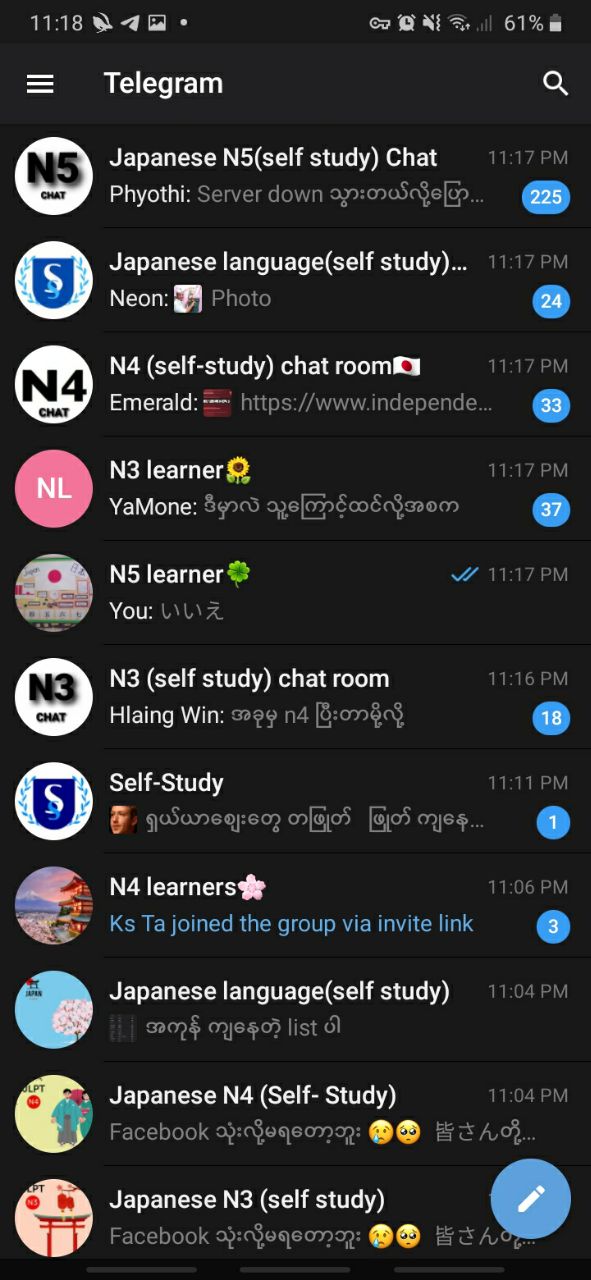 11:18
61%
Telegram
N5
CHAT
Japanese N5(self study) Chat
11:17 PM
Phyothi: Server down သွားတယ်လို့ပြော...
225
Japanese language(self study)...
11:17 PM
Neon: Photo
24
N4
CHAT
N4 (self-study) chat room🇯🇵
11:17 PM
Emerald: https://www.independe...
33
NL
N3 learner🌻
11:17 PM
YaMone: ဒီမှာလဲ သူ့ကြောင့်ထင်လို့အစက
37
N5 learner🍀
11:17 PM
You: いいえ
N3
CHAT
N3 (self study) chat room
11:16 PM
Hlaing Win: အခုမှ n4 ပြီးတာမို့လို့
18
Self-Study
11:11 PM
ရှယ်ယာဈေးတွေ တဖြုတ် ဖြုတ် ကျနေ...
1
N4 learners🌸
11:06 PM
Ks Ta joined the group via invite link
3
JAPAN
Japanese language(self study)
11:04 PM
အကုန် ကျနေတဲ့ list ပါ
JLPT
N4
Japanese N4 (Self- Study)
11:04 PM
Facebook သုံးလို့မရတော့ဘူး 😢🥺 皆さんတို့...
LPT
N3
Japanese N3 (self study)
Facebook သုံးလို့မရတော့ဘူး 😢🥺 皆さんတို့...